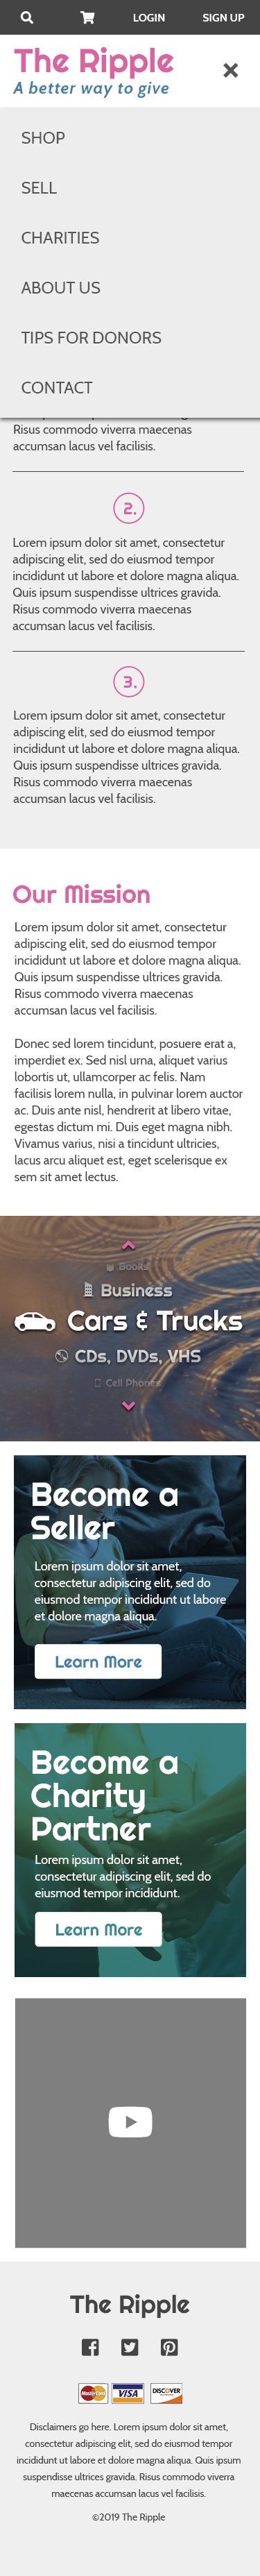 LOGIN SIGN UP
The Ripple
A better way to give
SHOP
SELL
CHARITIES
ABOUT US
TIPS FOR DONORS
CONTACT
Risus commodo viverra maecenas
accumsan lacus vel facilisis.
2.
Lorem ipsum dolor sit amet, consectetur
adipiscing elit, sed do eiusmod tempor
incididunt ut labore et dolore magna aliqua.
Quis ipsum suspendisse ultrices gravida.
Risus commodo viverra maecenas
accumsan lacus vel facilisis.
3.
Lorem ipsum dolor sit amet, consectetur
adipiscing elit, sed do eiusmod tempor
incididunt ut labore et dolore magna aliqua.
Quis ipsum suspendisse ultrices gravida.
Risus commodo viverra maecenas
accumsan lacus vel facilisis.
Our Mission
Lorem ipsum dolor sit amet, consectetur
adipiscing elit, sed do eiusmod tempor
incididunt ut labore et dolore magna aliqua.
Quis ipsum suspendisse ultrices gravida.
Risus commodo viverra maecenas
accumsan lacus vel facilisis.
Donec sed lorem tincidunt, posuere erat a,
imperdiet ex. Sed nisl urna, aliquet varius
lobortis ut, ullamcorper ac felis. Nam
facilisis lorem nulla, in pulvinar lorem auctor
ac. Duis ante nisl, hendrerit at libero vitae,
egestas dictum mi. Duis eget magna nibh.
Vivamus varius, nisi a tincidunt ultricies,
lacus arcu aliquet est, eget scelerisque ex
sem sit amet lectus.
Books
Business
Cars & Trucks
CDs, DVDs, VHS
Cell Phones
Become a
Seller
Lorem ipsum dolor sit amet,
consectetur adipiscing elit, sed do
eiusmod tempor incididunt ut labore
et dolore magna aliqua.
Learn More
Become a
Charity
Partner
Lorem ipsum dolor sit amet,
consectetur adipiscing elit, sed do
eiusmod tempor incididunt.
Learn More
The Ripple
MasterCard VISA DISCOVER
Disclaimers go here. Lorem ipsum dolor sit amet,
consectetur adipiscing elit, sed do eiusmod tempor
incididunt ut labore et dolore magna aliqua. Quis ipsum
suspendisse ultrices gravida. Risus commodo viverra
maecenas accumsan lacus vel facilisis.
©2019 The Ripple